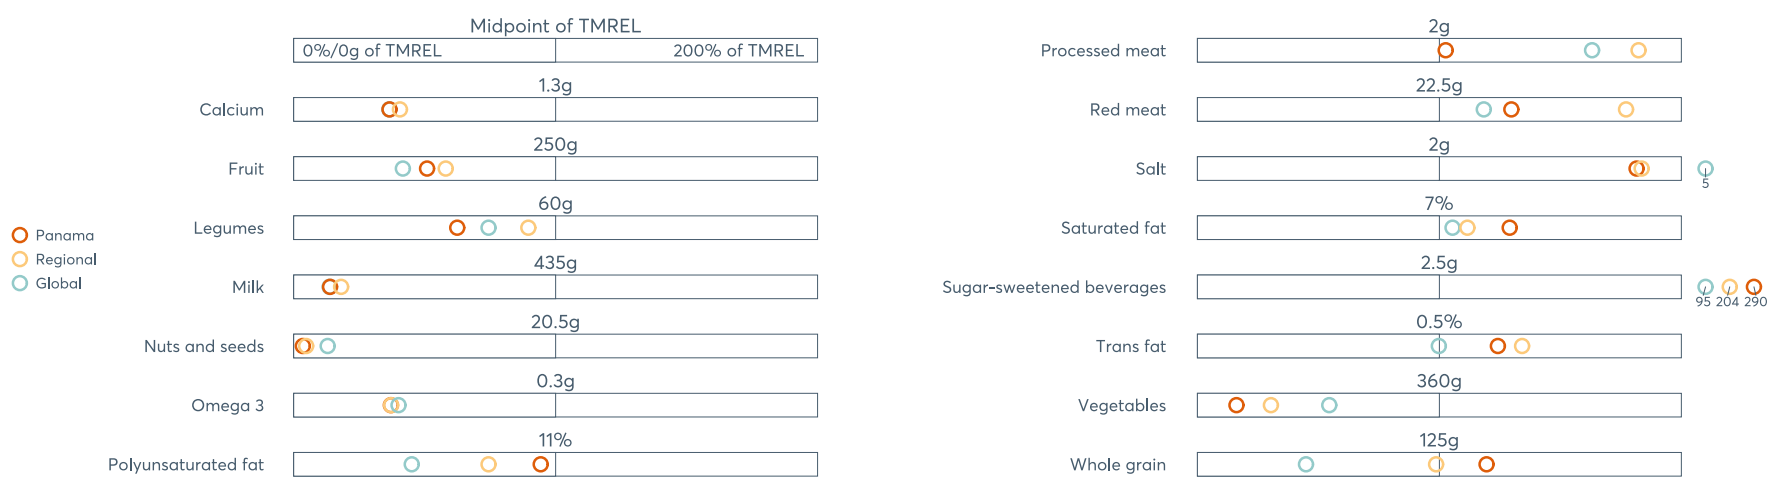 Midpoint of TMREL
0%/0g of TMREL 200% of TMREL
1.3g
Calcium
250g
Fruit
60g
Legumes
435g
Milk
20.5g
Nuts and seeds
0.3g
Omega 3
11%
Polyunsaturated fat
Panama
Regional
Global
2g
Processed meat
22.5g
Red meat
2g
Salt
5
7%
Saturated fat
2.5g
Sugar-sweetened beverages
95 204 290
0.5%
Trans fat
360g
Vegetables
125g
Whole grain